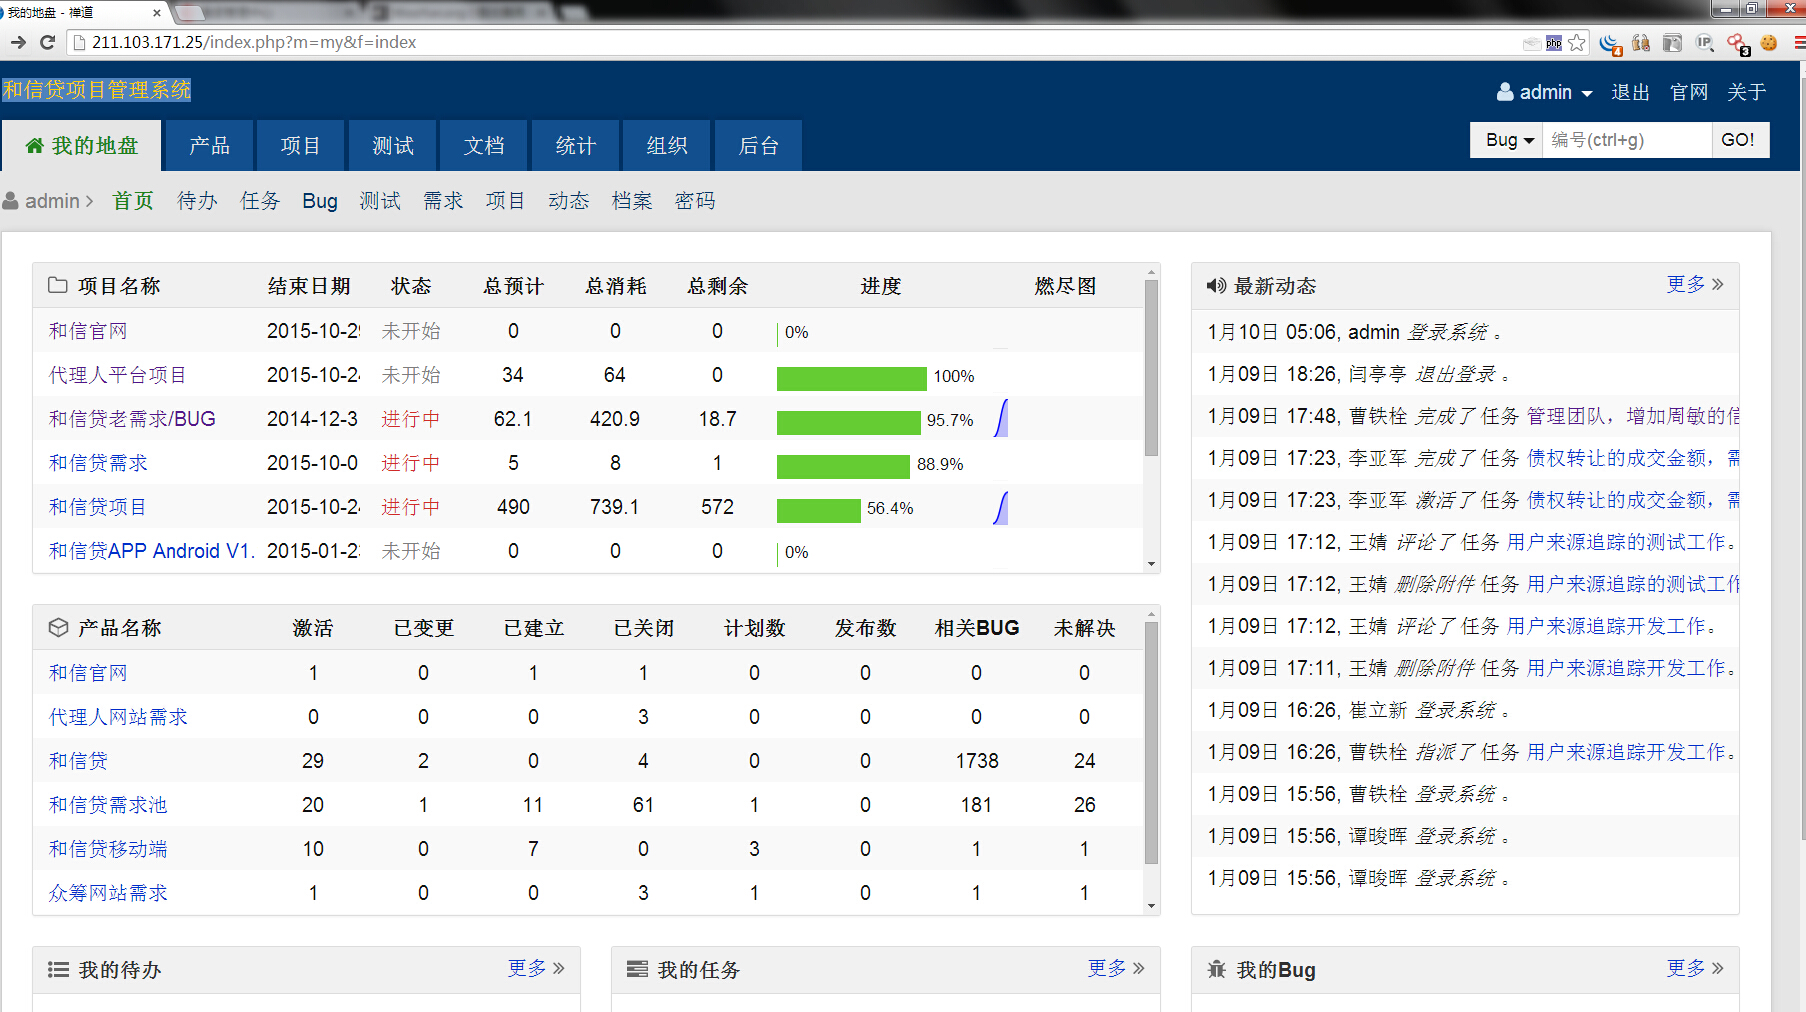 我的地盘 - 禅道
211.103.171.25/index.php?m=my&f=index
和信贷项目管理系统
admin 退出 官网 关于
我的地盘 产品 项目 测试 文档 统计 组织 后台
Bug 编号(ctrl+g) GO!
admin 首页 待办 任务 Bug 测试 需求 项目 动态 档案 密码
项目名称 结束日期 状态 总预计 总消耗 总剩余 进度 燃尽图
和信官网 2015-10-29 未开始 0 0 0 0%
代理人平台项目 2015-10-24 未开始 34 64 0 100%
和信贷老需求/BUG 2014-12-3 进行中 62.1 420.9 18.7 95.7%
和信贷需求 2015-10-0 进行中 5 8 1 88.9%
和信贷项目 2015-10-24 进行中 490 739.1 572 56.4%
和信贷APP Android V1. 2015-01-2 未开始 0 0 0 0%
产品名称 激活 已变更 已建立 已关闭 计划数 发布数 相关BUG 未解决
和信官网 1 0 1 1 0 0 0 0
代理人网站需求 0 0 0 3 0 0 0 0
和信贷 29 2 0 4 0 0 1738 24
和信贷需求池 20 1 11 61 1 0 181 26
和信贷移动端 10 0 7 0 3 0 1 1
众筹网站需求 1 0 0 3 1 0 1 1
最新动态 更多
1月10日 05:06, admin 登录系统 。
1月09日 18:26, 闫亭亭 退出登录 。
1月09日 17:48, 曹铁栓 完成了 任务 管理团队，增加周敏的信
1月09日 17:23, 李亚军 完成了 任务 债权转让的成交金额，需
1月09日 17:23, 李亚军 激活了 任务 债权转让的成交金额，需
1月09日 17:12, 王婧 评论了 任务 用户来源追踪的测试工作。
1月09日 17:12, 王婧 删除附件 任务 用户来源追踪的测试工作
1月09日 17:12, 王婧 评论了 任务 用户来源追踪开发工作。
1月09日 17:11, 王婧 删除附件 任务 用户来源追踪开发工作。
1月09日 16:26, 崔立新 登录系统 。
1月09日 16:26, 曹铁栓 指派了 任务 用户来源追踪开发工作。
1月09日 15:56, 曹铁栓 登录系统 。
1月09日 15:56, 谭晙晖 登录系统 。
1月09日 15:56, 谭晙晖 登录系统 。
我的待办 更多
我的任务 更多
我的Bug 更多